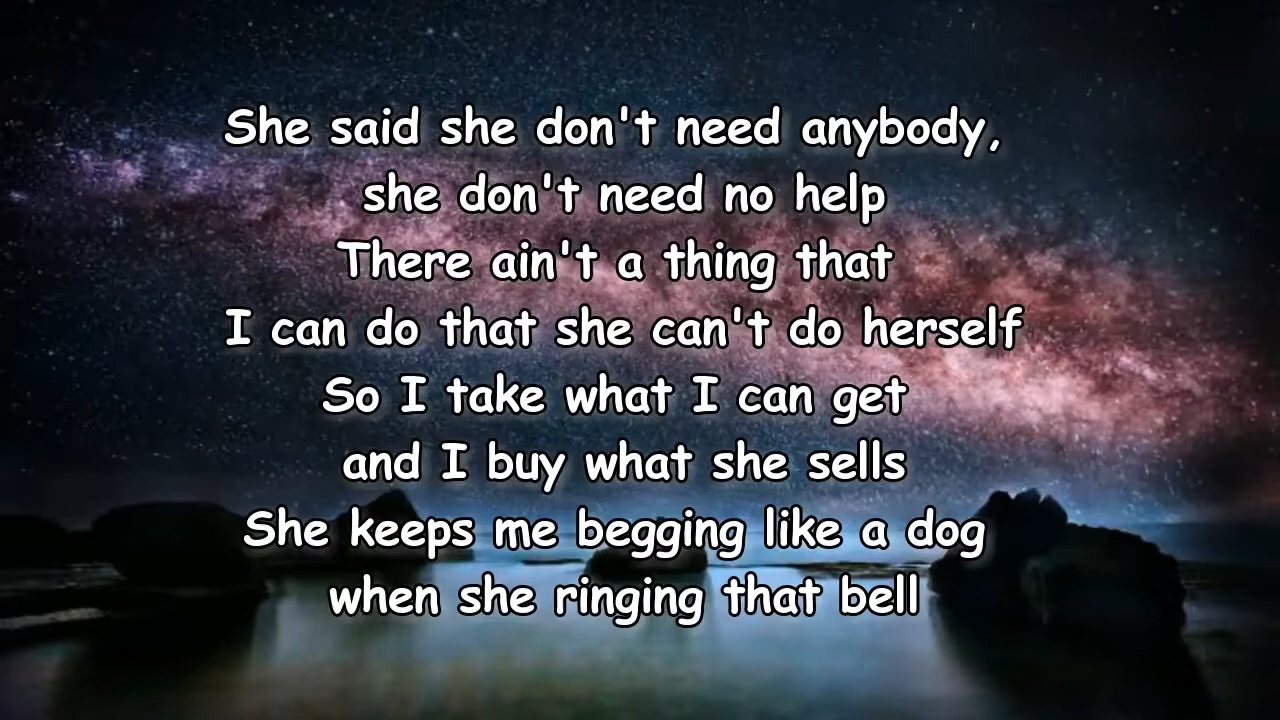 She said she don't need anybody,
she don't need no help
There ain't a thing that
I can do that she can't do herself
So I take what I can get
and I buy what she sells
She keeps me begging like a dog
when she ringing that bell